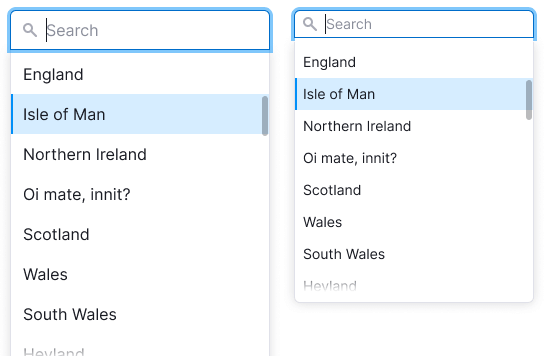 Search
England
Isle of Man
Northern Ireland
Oi mate, innit?
Scotland
Wales
South Wales
Heyland
Search
England
Isle of Man
Northern Ireland
Oi mate, innit?
Scotland
Wales
South Wales
Heyland